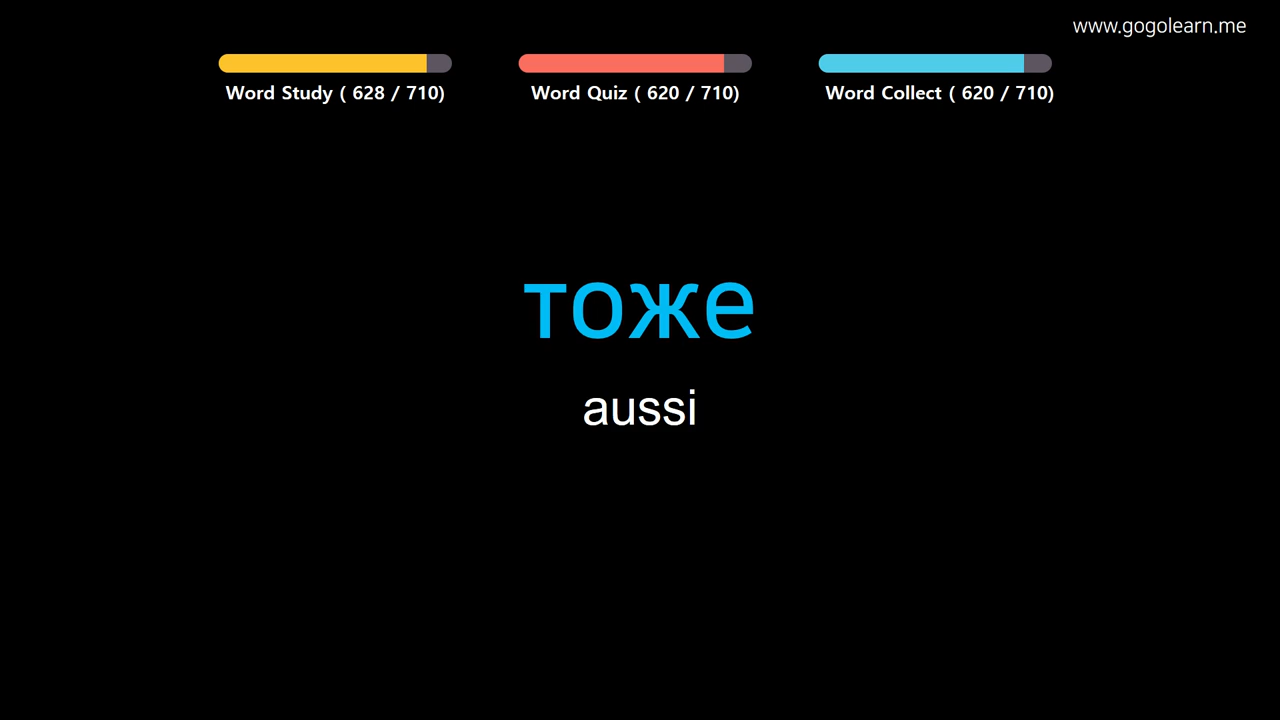 www.gogolearn.me
Word Study ( 628 / 710)
Word Quiz ( 620 / 710)
Word Collect ( 620 / 710)
тоже
aussi